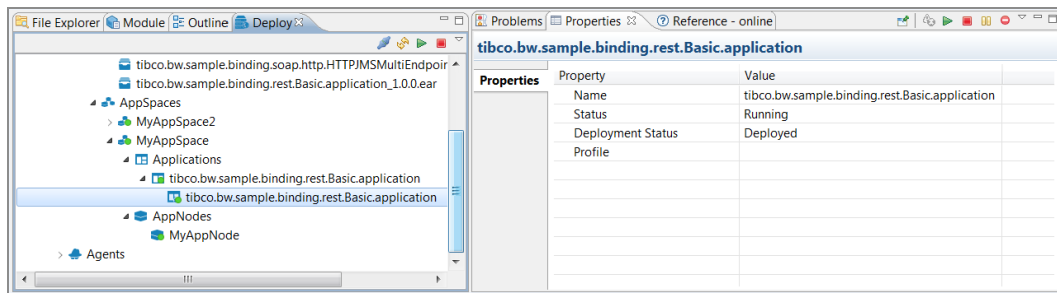 File Explorer Module Outline Deploy
tibco.bw.sample.binding.soap.http.HTTPJMSMultiEndpoir
tibco.bw.sample.binding.rest.Basic.application_1.0.0.ear
AppSpaces
MyAppSpace2
MyAppSpace
Applications
tibco.bw.sample.binding.rest.Basic.application
tibco.bw.sample.binding.rest.Basic.application
AppNodes
MyAppNode
Agents
Problems Properties Reference - online
tibco.bw.sample.binding.rest.Basic.application
Properties
Property Value
Name tibco.bw.sample.binding.rest.Basic.application
Status Running
Deployment Status Deployed
Profile